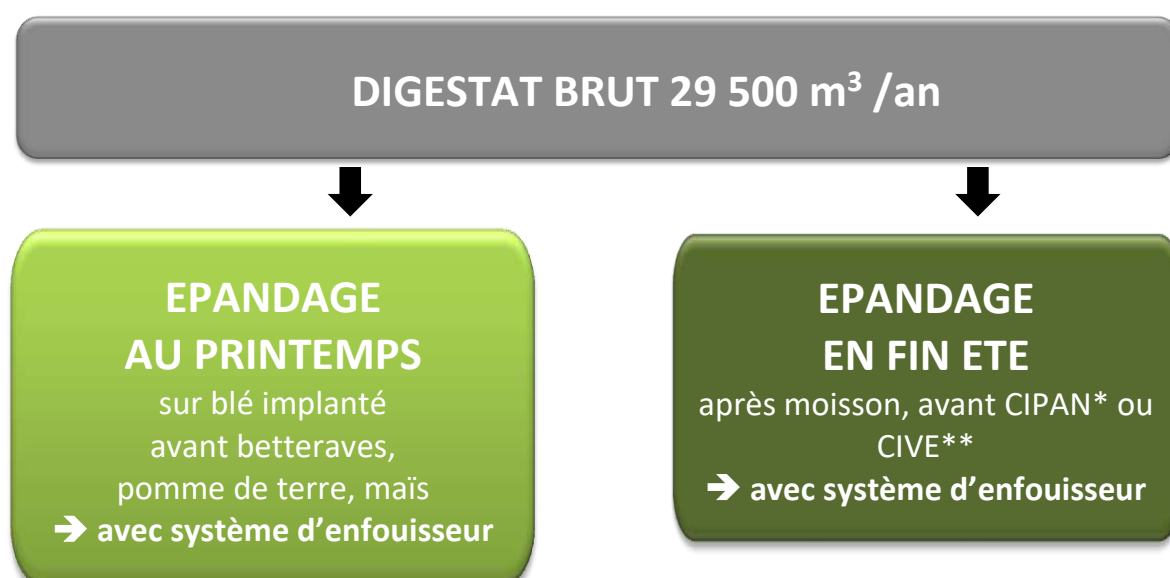 DIGESTAT BRUT 29 500 m³ /an
EPANDAGE
AU PRINTEMPS
sur blé implanté
avant betteraves,
pomme de terre, maïs
➔ avec système d’enfouisseur
EPANDAGE
EN FIN ETE
après moisson, avant CIPAN* ou
CIVE**
➔ avec système d’enfouisseur